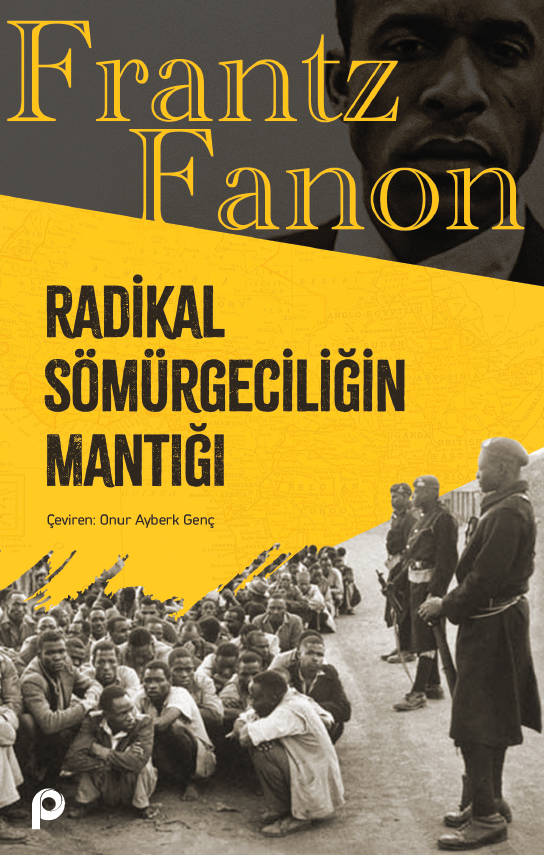 Frantz
Fanon
RADİKAL
SÖMÜRGECİLİĞİN
MANTIĞI
Çeviren: Onur Ayberk Genç